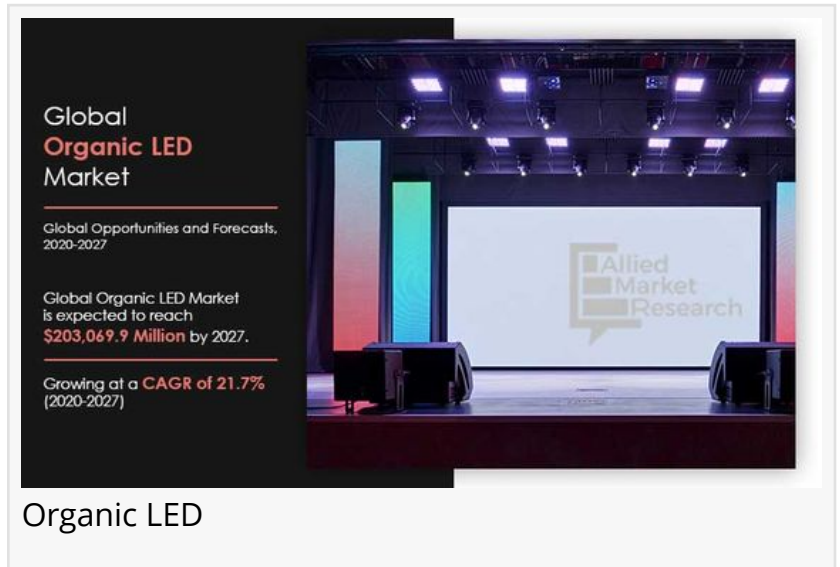 Global
Organic LED
Market
Global Opportunities and Forecasts,
2020-2027
Global Organic LED Market
is expected to reach
$203,069.9 Million by 2027.
Growing at a CAGR of 21.7%
(2020-2027)
Allied
Market
Research
Organic LED